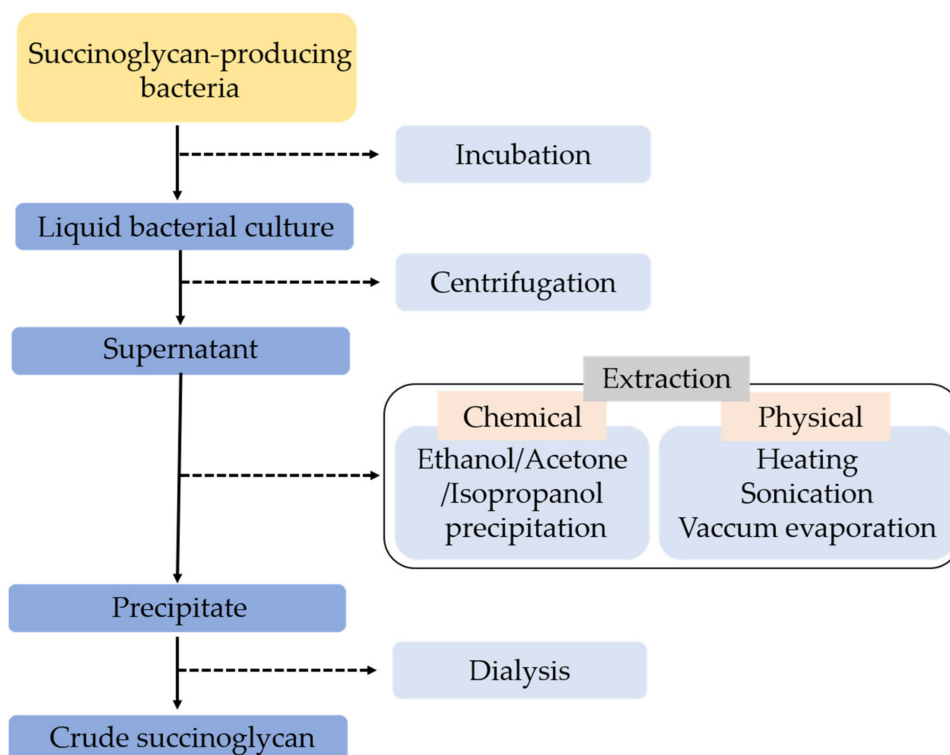 Succinoglycan-producing
bacteria
Incubation
Liquid bacterial culture
Centrifugation
Supernatant
Extraction
Chemical
Ethanol/Acetone
/Isopropanol
precipitation
Physical
Heating
Sonication
Vaccum evaporation
Precipitate
Dialysis
Crude succinoglycan